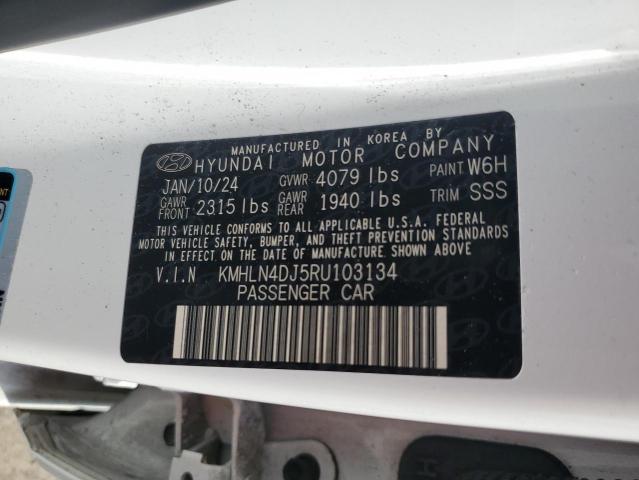 MANUFACTURED IN KOREA BY
HYUNDAI MOTOR COMPANY
JAN/10/24 GVWR 4079 lbs PAINT W6H
GAWR FRONT 2315 lbs GAWR REAR 1940 lbs TRIM SSS
THIS VEHICLE CONFORMS TO ALL APPLICABLE U.S.A. FEDERAL
MOTOR VEHICLE SAFETY, BUMPER, AND THEFT PREVENTION STANDARDS
IN EFFECT ON THE DATE OF MANUFACTURE SHOWN ABOVE.
V.I.N KMHLN4DJ5RU103134
PASSENGER CAR